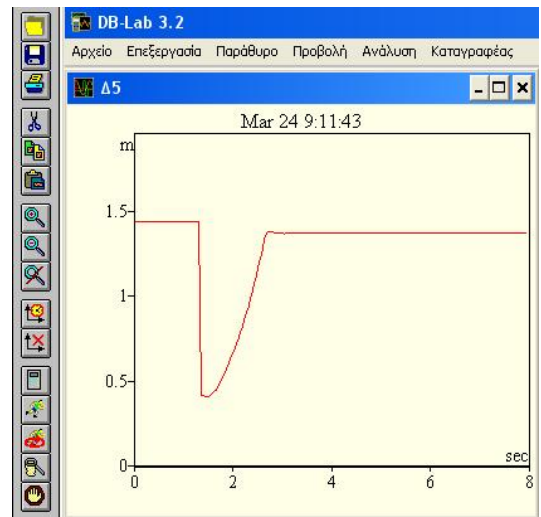 DB-Lab 3.2
Αρχείο Επεξεργασία Παράθυρο Προβολή Ανάλυση Καταγραφέας
Δ5
Mar 24 9:11:43
m
1.5
1
0.5
0
sec
0 2 4 6 8